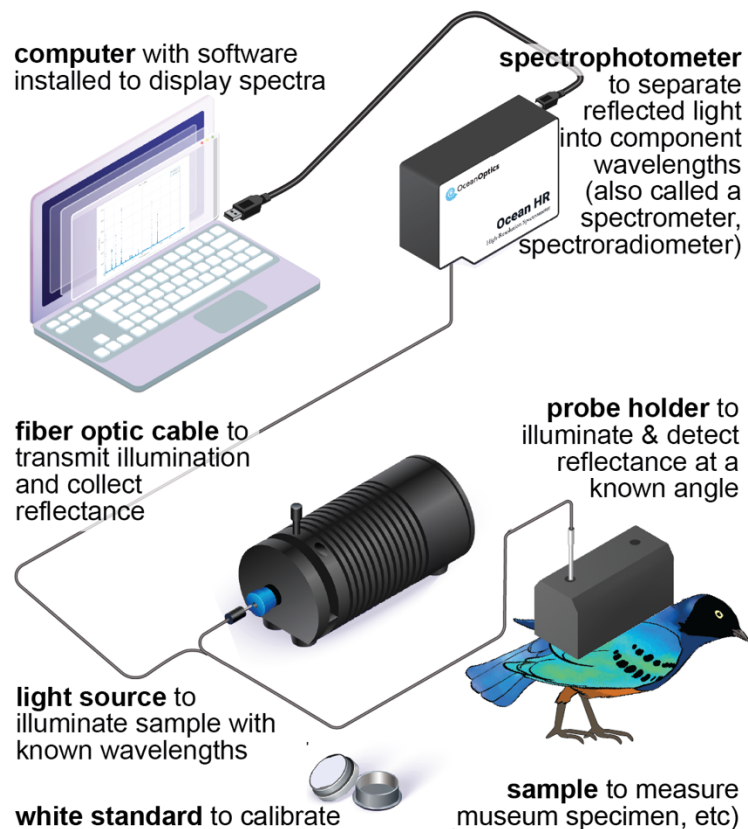 computer with software
installed to display spectra
spectrophotometer
to separate
reflected light
into component
wavelengths
(also called a
spectrometer,
spectroradiometer)
OceanOptics
Ocean HR
High-Resolution Spectrometer
fiber optic cable to
transmit illumination
and collect
reflectance
probe holder to
illuminate & detect
reflectance at a
known angle
light source to
illuminate sample with
known wavelengths
white standard to calibrate
sample to measure
museum specimen, etc)